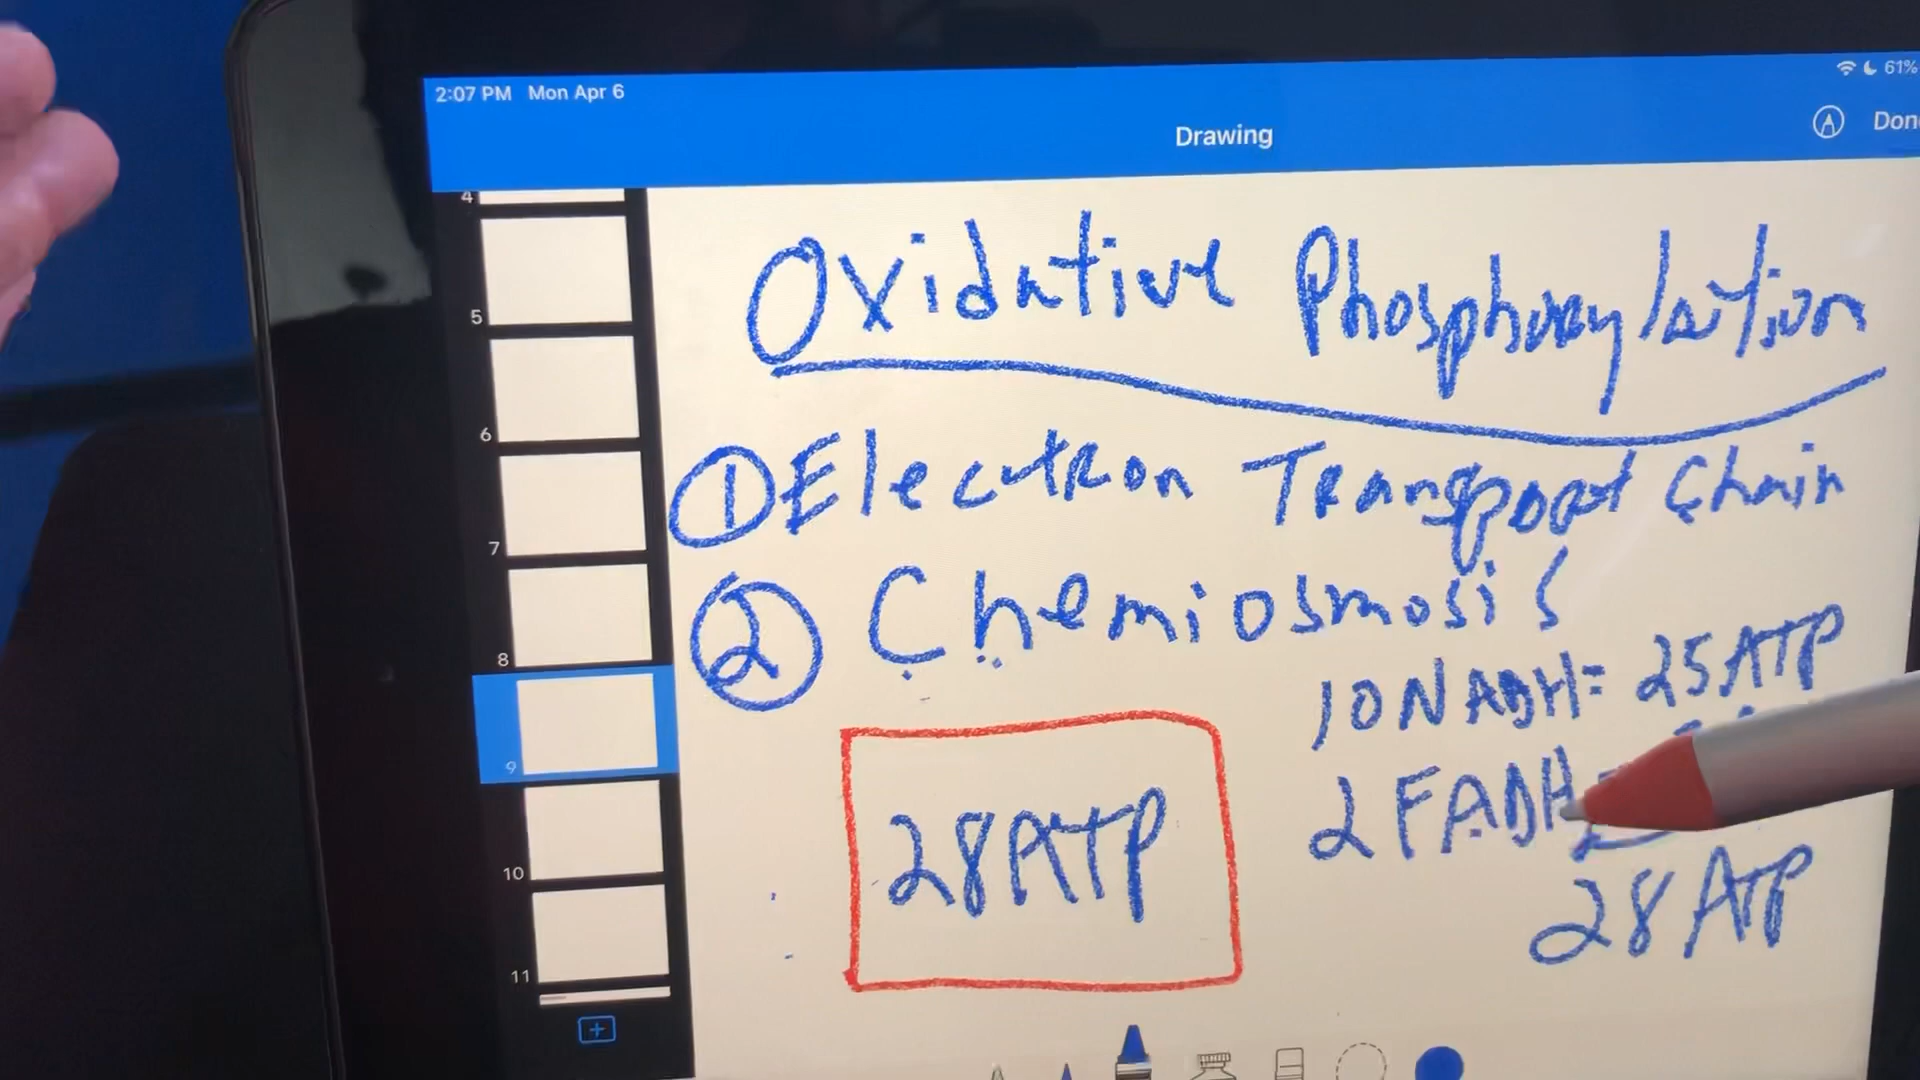 2:07 PM Mon Apr 6
61%
Drawing
4
5
6
7
8
9
10
11
Oxidative Phosphorylation
① Electron Transport Chain
② Chemiosmosis
10 NADH = 25 ATP
2 FADH
28 ATP
28 ATP